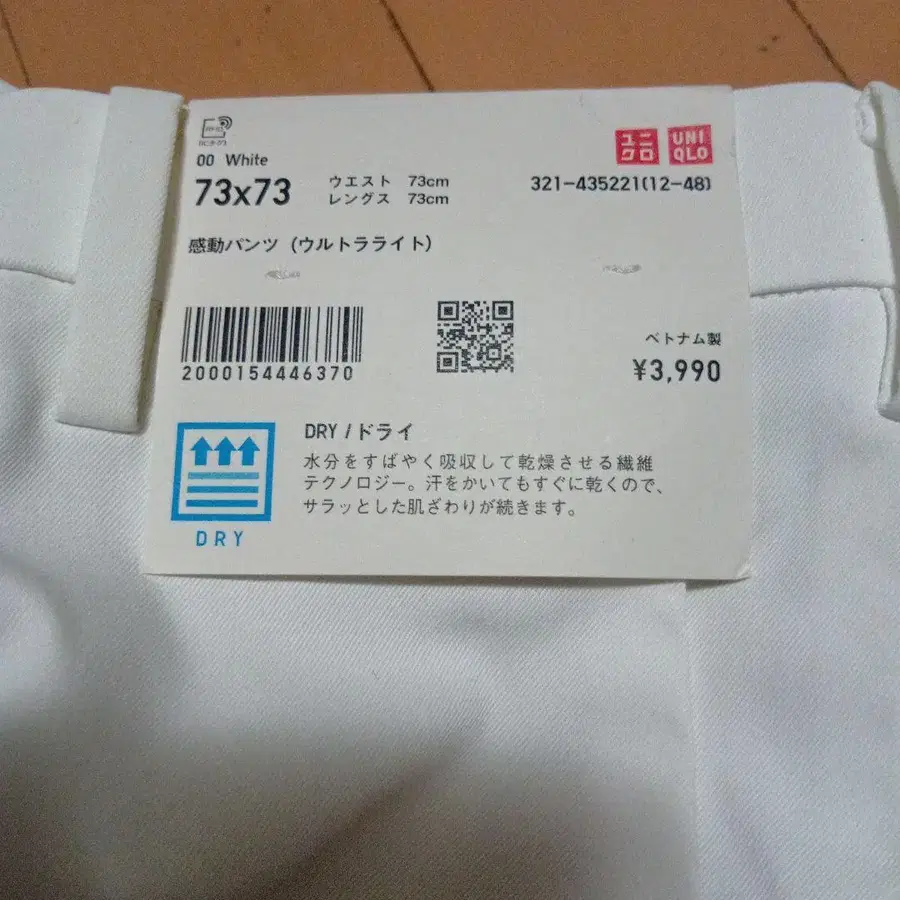 RFID
00 White
ユニクロ
UNIQLO
73x73
ウエスト 73cm
レングス 73cm
321-435221(12-48)
感動パンツ（ウルトラライト）
2000154446370
ベトナム製
¥3,990
DRY
DRY / ドライ
水分をすばやく吸収して乾燥させる繊維
テクノロジー。汗をかいてもすぐに乾くので、
サラッとした肌ざわりが続きます。